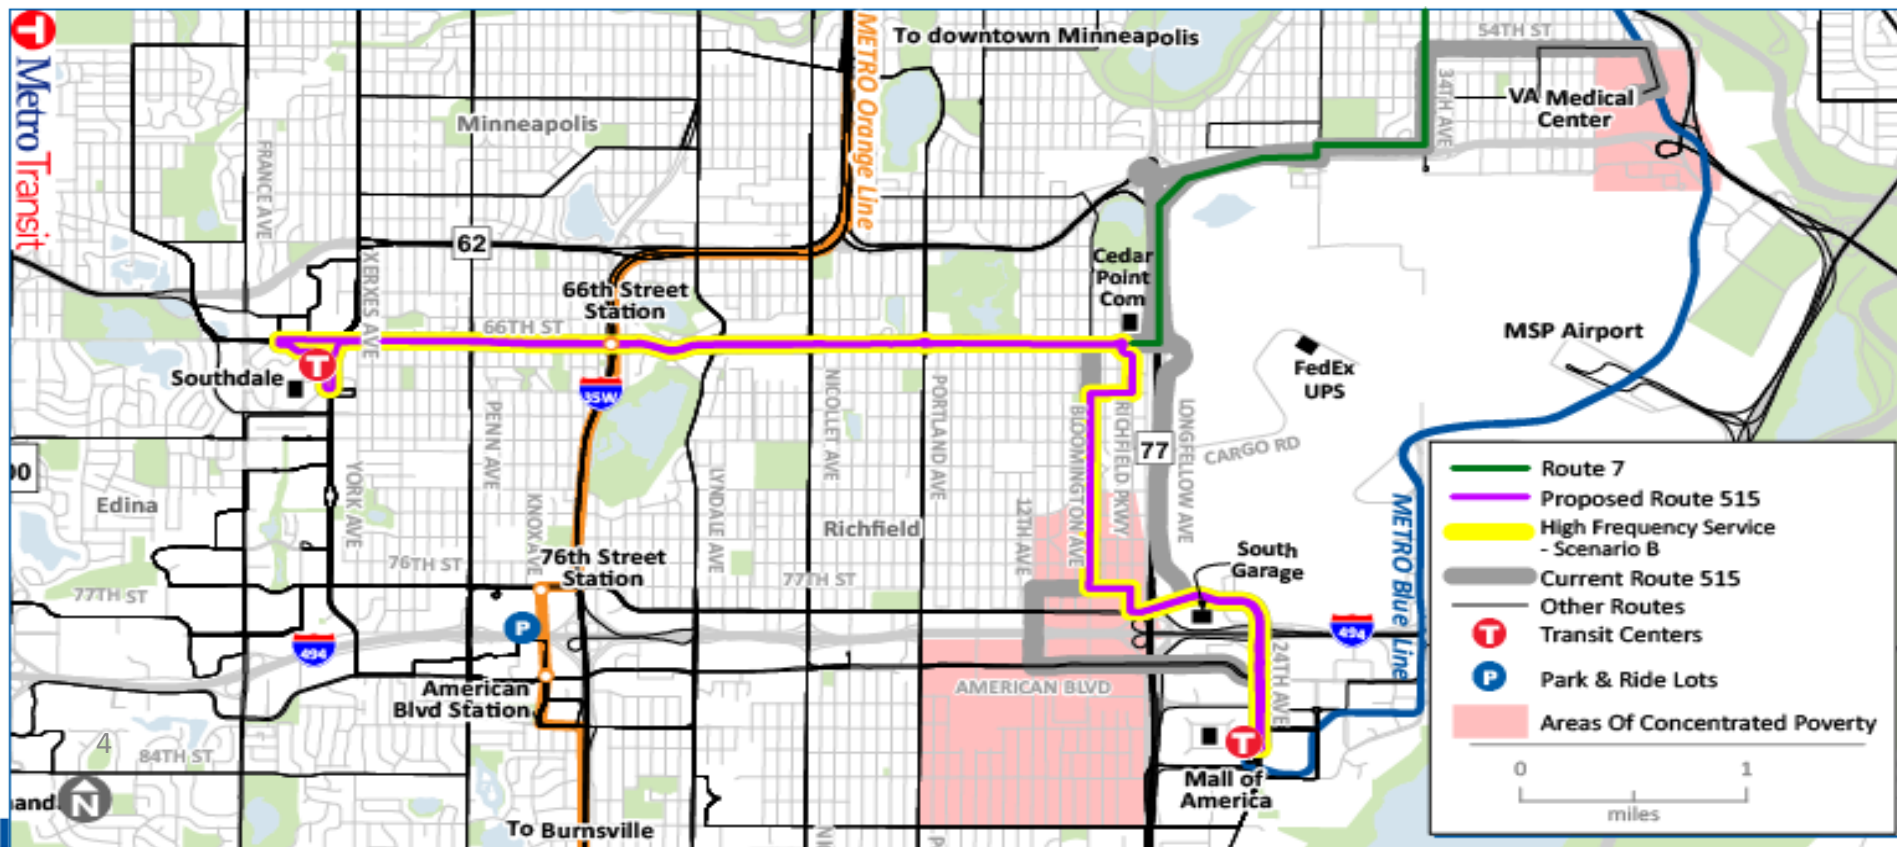 T
Metro Transit
To downtown Minneapolis
METRO Orange Line
54TH ST
34TH AVE
VA Medical
Center
Minneapolis
FRANCE AVE
62
XERXES AVE
66th Street
Station
66TH ST
Cedar
Point
Com
MSP Airport
FedEx
UPS
Southdale
T
35W
PENN AVE
NICOLLET AVE
PORTLAND AVE
BLOOMINGTON AVE
RICHFIELD PKWY
LONGFELLOW AVE
77
CARGO RD
00
Edina
YORK AVE
KNOX AVE
LYNDALE AVE
Richfield
12TH AVE
76TH ST
76th Street
Station
77TH ST
77TH ST
South
Garage
METRO Blue Line
494
P
494
24TH AVE
American
Blvd Station
AMERICAN BLVD
4
84TH ST
T
Mall of
America
and.
N
To Burnsville
NI
P
Route 7
Proposed Route 515
High Frequency Service
- Scenario B
Current Route 515
Other Routes
T Transit Centers
P Park & Ride Lots
Areas Of Concentrated Poverty
0 1
miles